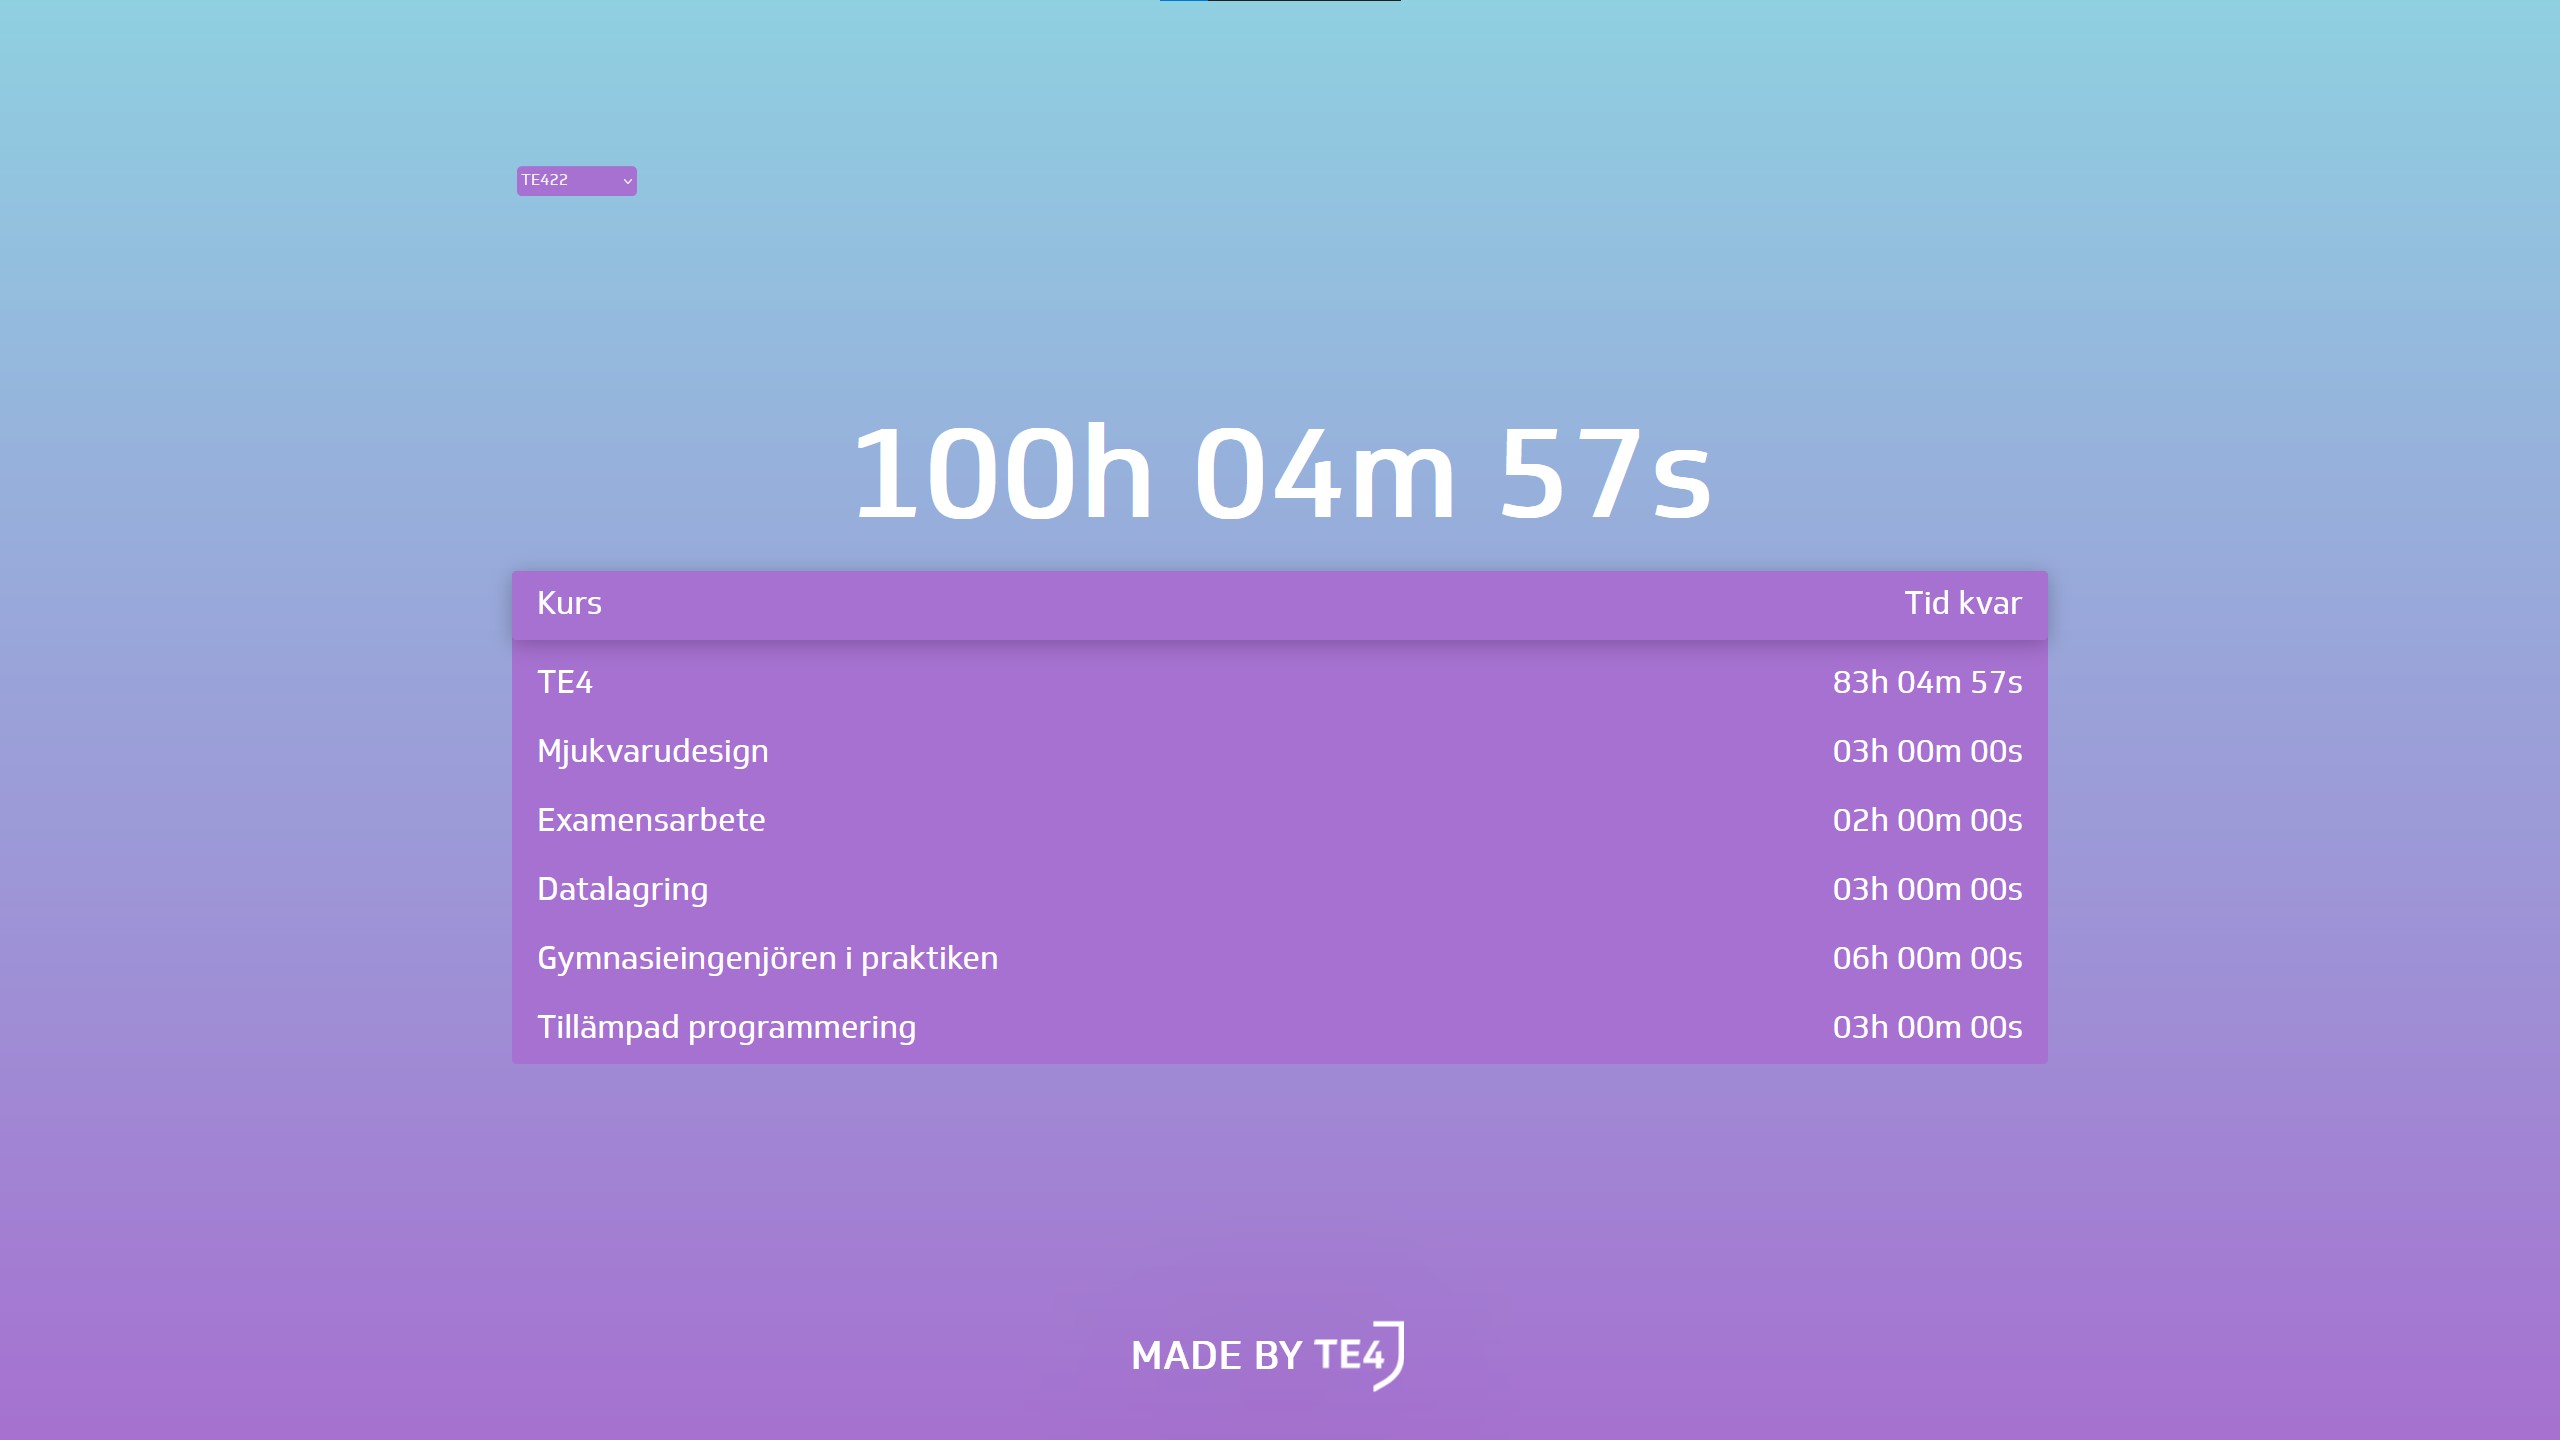 TE422
100h 04m 57s
Kurs Tid kvar
TE4 83h 04m 57s
Mjukvarudesign 03h 00m 00s
Examensarbete 02h 00m 00s
Datalagring 03h 00m 00s
Gymnasieingenjören i praktiken 06h 00m 00s
Tillämpad programmering 03h 00m 00s
MADE BY TE4